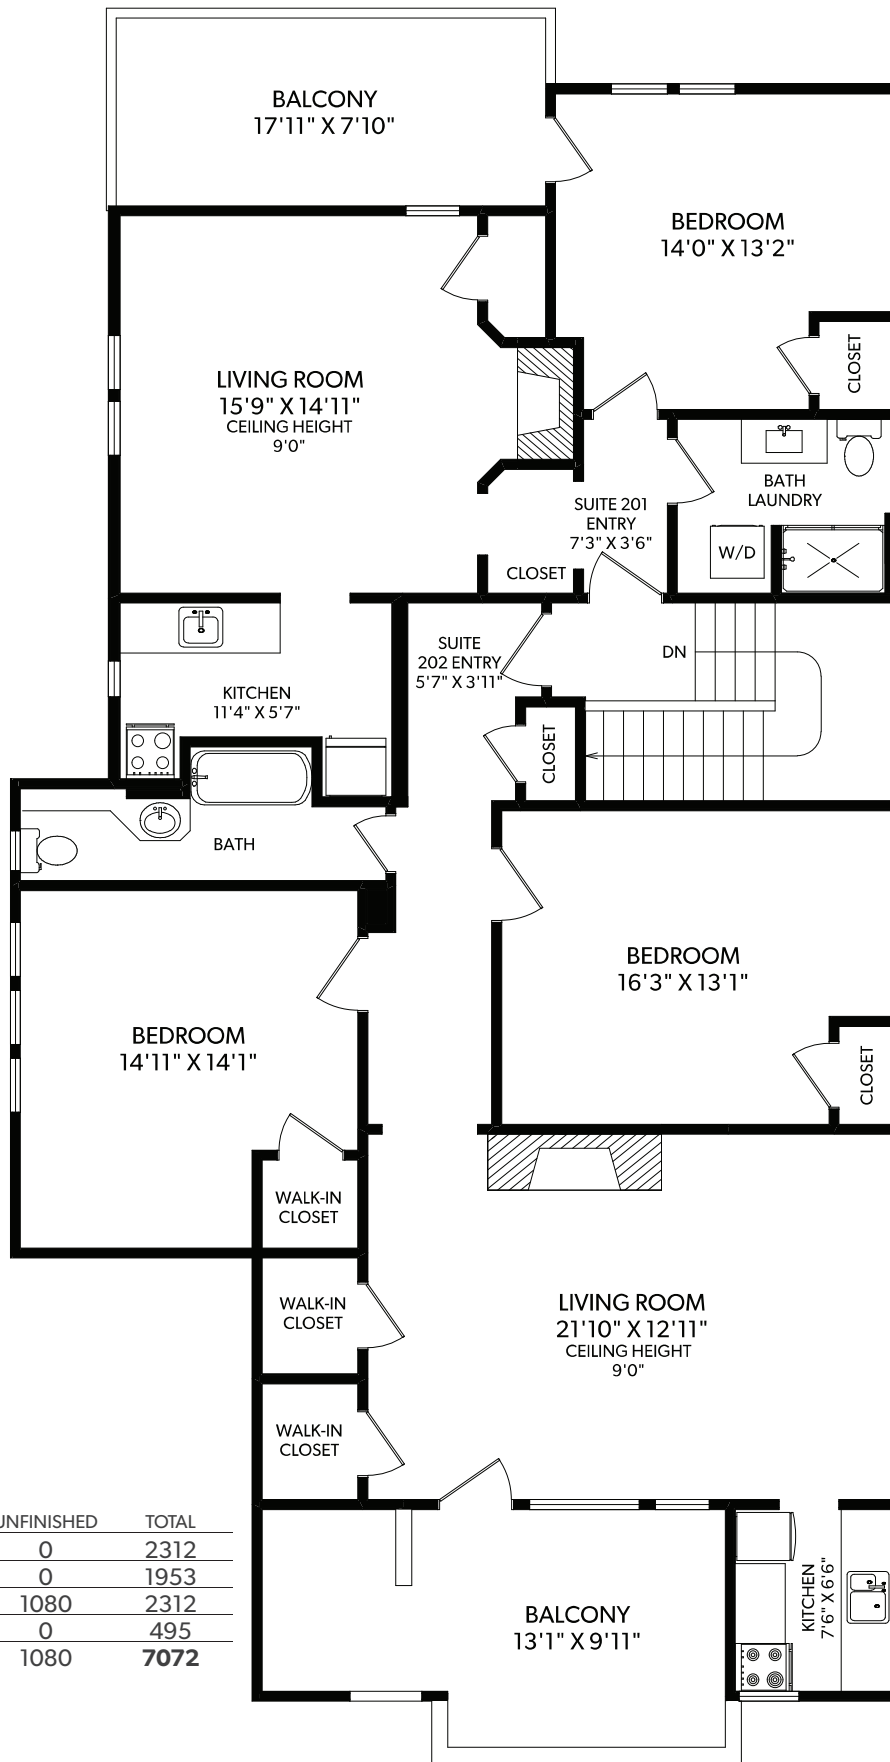 BALCONY
17'11" X 7'10"
BEDROOM
14'0" X 13'2"
CLOSET
LIVING ROOM
15'9" X 14'11"
CEILING HEIGHT
9'0"
BATH
LAUNDRY
W/D
SUITE 201
ENTRY
7'3" X 3'6"
CLOSET
SUITE
202 ENTRY
5'7" X 3'11"
DN
KITCHEN
11'4" X 5'7"
CLOSET
BATH
BEDROOM
16'3" X 13'1"
CLOSET
BEDROOM
14'11" X 14'1"
WALK-IN
CLOSET
WALK-IN
CLOSET
WALK-IN
CLOSET
LIVING ROOM
21'10" X 12'11"
CEILING HEIGHT
9'0"
KITCHEN
7'6" X 6'6"
BALCONY
13'1" X 9'11"
UNFINISHED TOTAL
0 2312
0 1953
1080 2312
0 495
1080 7072